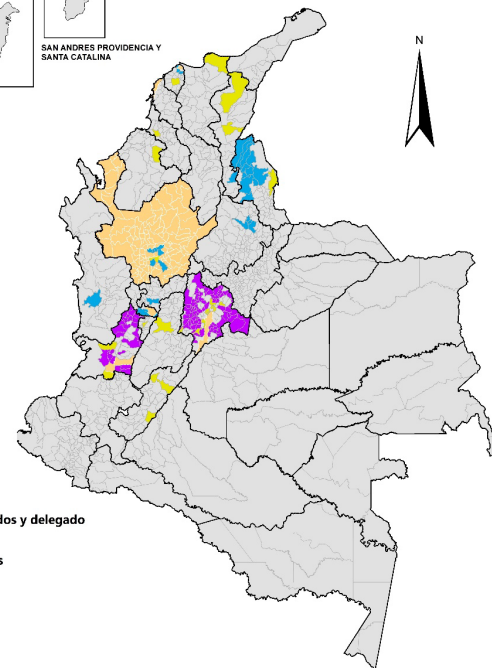 SAN ANDRES PROVIDENCIA Y
SANTA CATALINA
N
dos y delegado
s